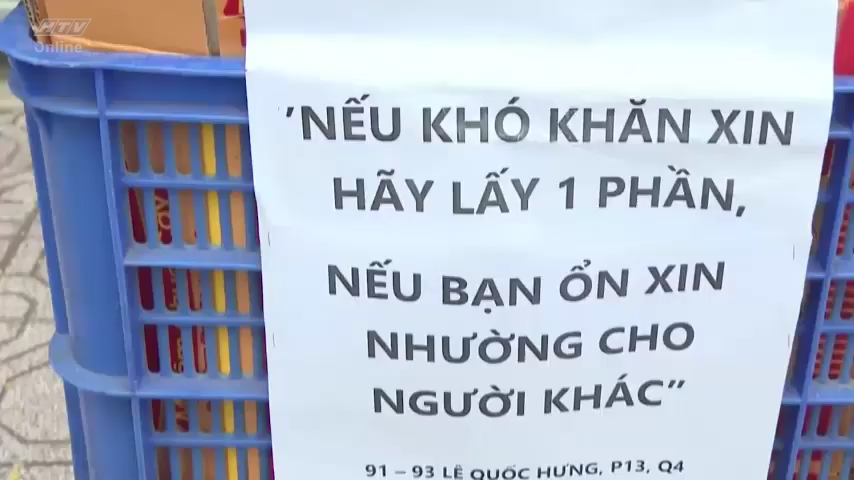 HTV
Online
"NẾU KHÓ KHĂN XIN
HÃY LẤY 1 PHẦN,
NẾU BẠN ỔN XIN
NHƯỜNG CHO
NGƯỜI KHÁC"
91 – 93 LÊ QUỐC HƯNG, P13, Q4